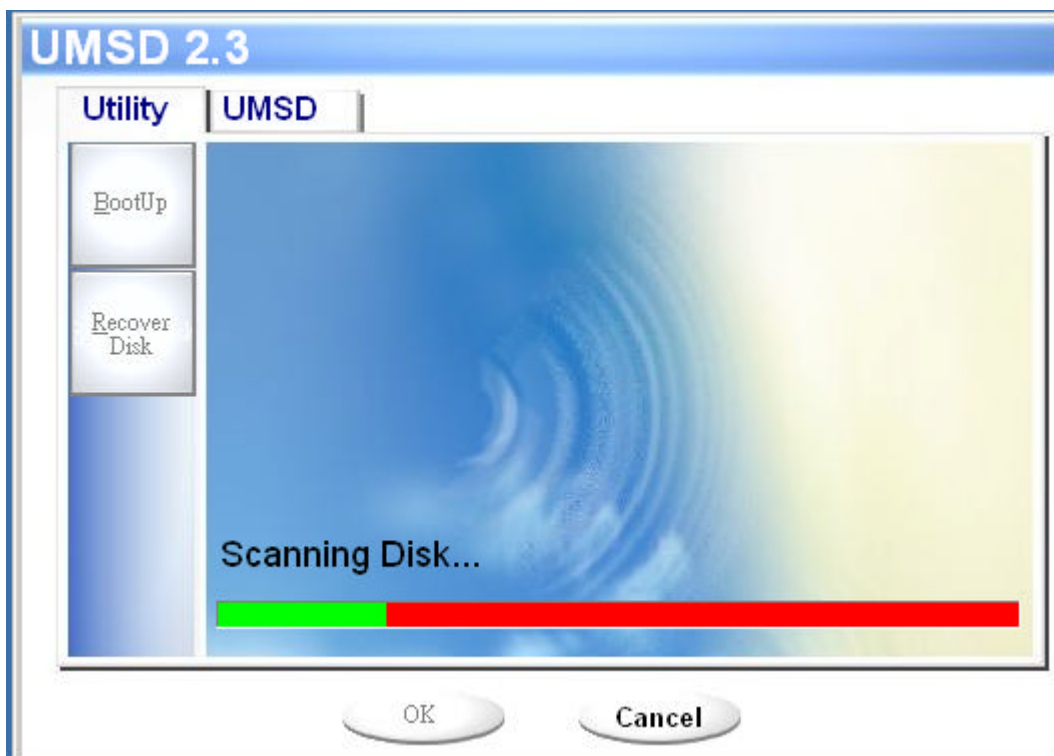 UMSD 2.3
Utility
UMSD
BootUp
Recover
Disk
Scanning Disk...
OK
Cancel